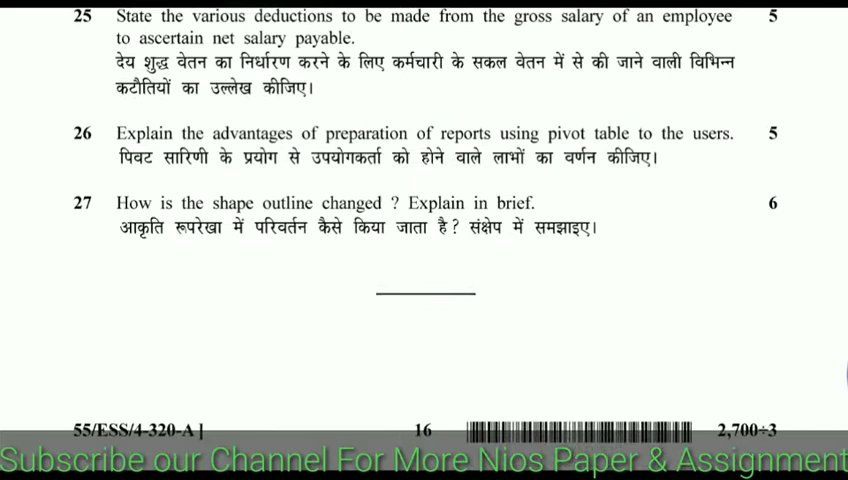 25 State the various deductions to be made from the gross salary of an employee 5
to ascertain net salary payable.
देय शुद्ध वेतन का निर्धारण करने के लिए कर्मचारी के सकल वेतन में से की जाने वाली विभिन्न
कटौतियों का उल्लेख कीजिए।
26 Explain the advantages of preparation of reports using pivot table to the users. 5
पिवट सारिणी के प्रयोग से उपयोगकर्ता को होने वाले लाभों का वर्णन कीजिए।
27 How is the shape outline changed ? Explain in brief. 6
आकृति रूपरेखा में परिवर्तन कैसे किया जाता है? संक्षेप में समझाइए।
55/ESS/4-320-A ] 16 2,700÷3
Subscribe our Channel For More Nios Paper & Assignment